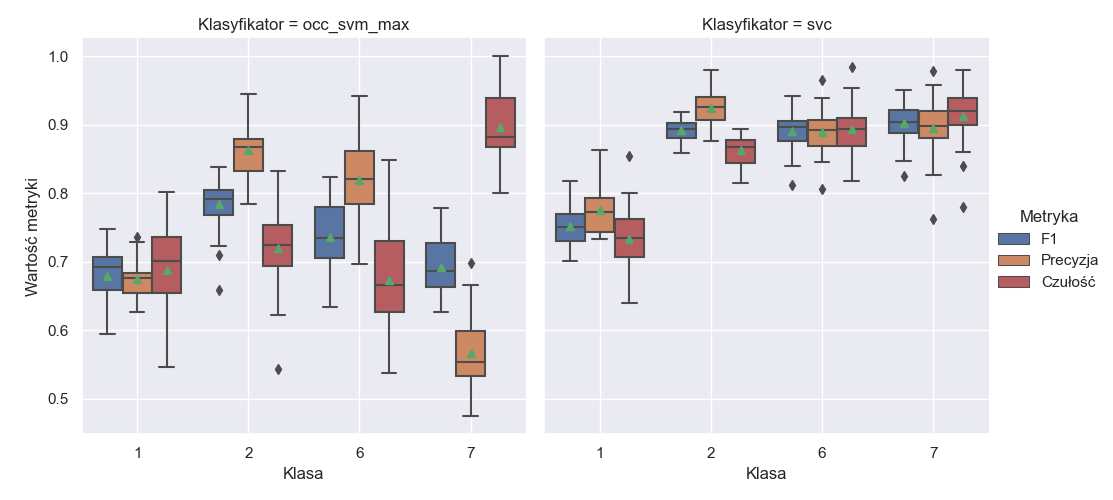 Klasyfikator = occ_svm_max
Klasyfikator = svc
1.0
0.9
0.8
0.7
0.6
0.5
Wartość metryki
1 2 6 7
1 2 6 7
Klasa
Klasa
Metryka
F1
Precyzja
Czułość